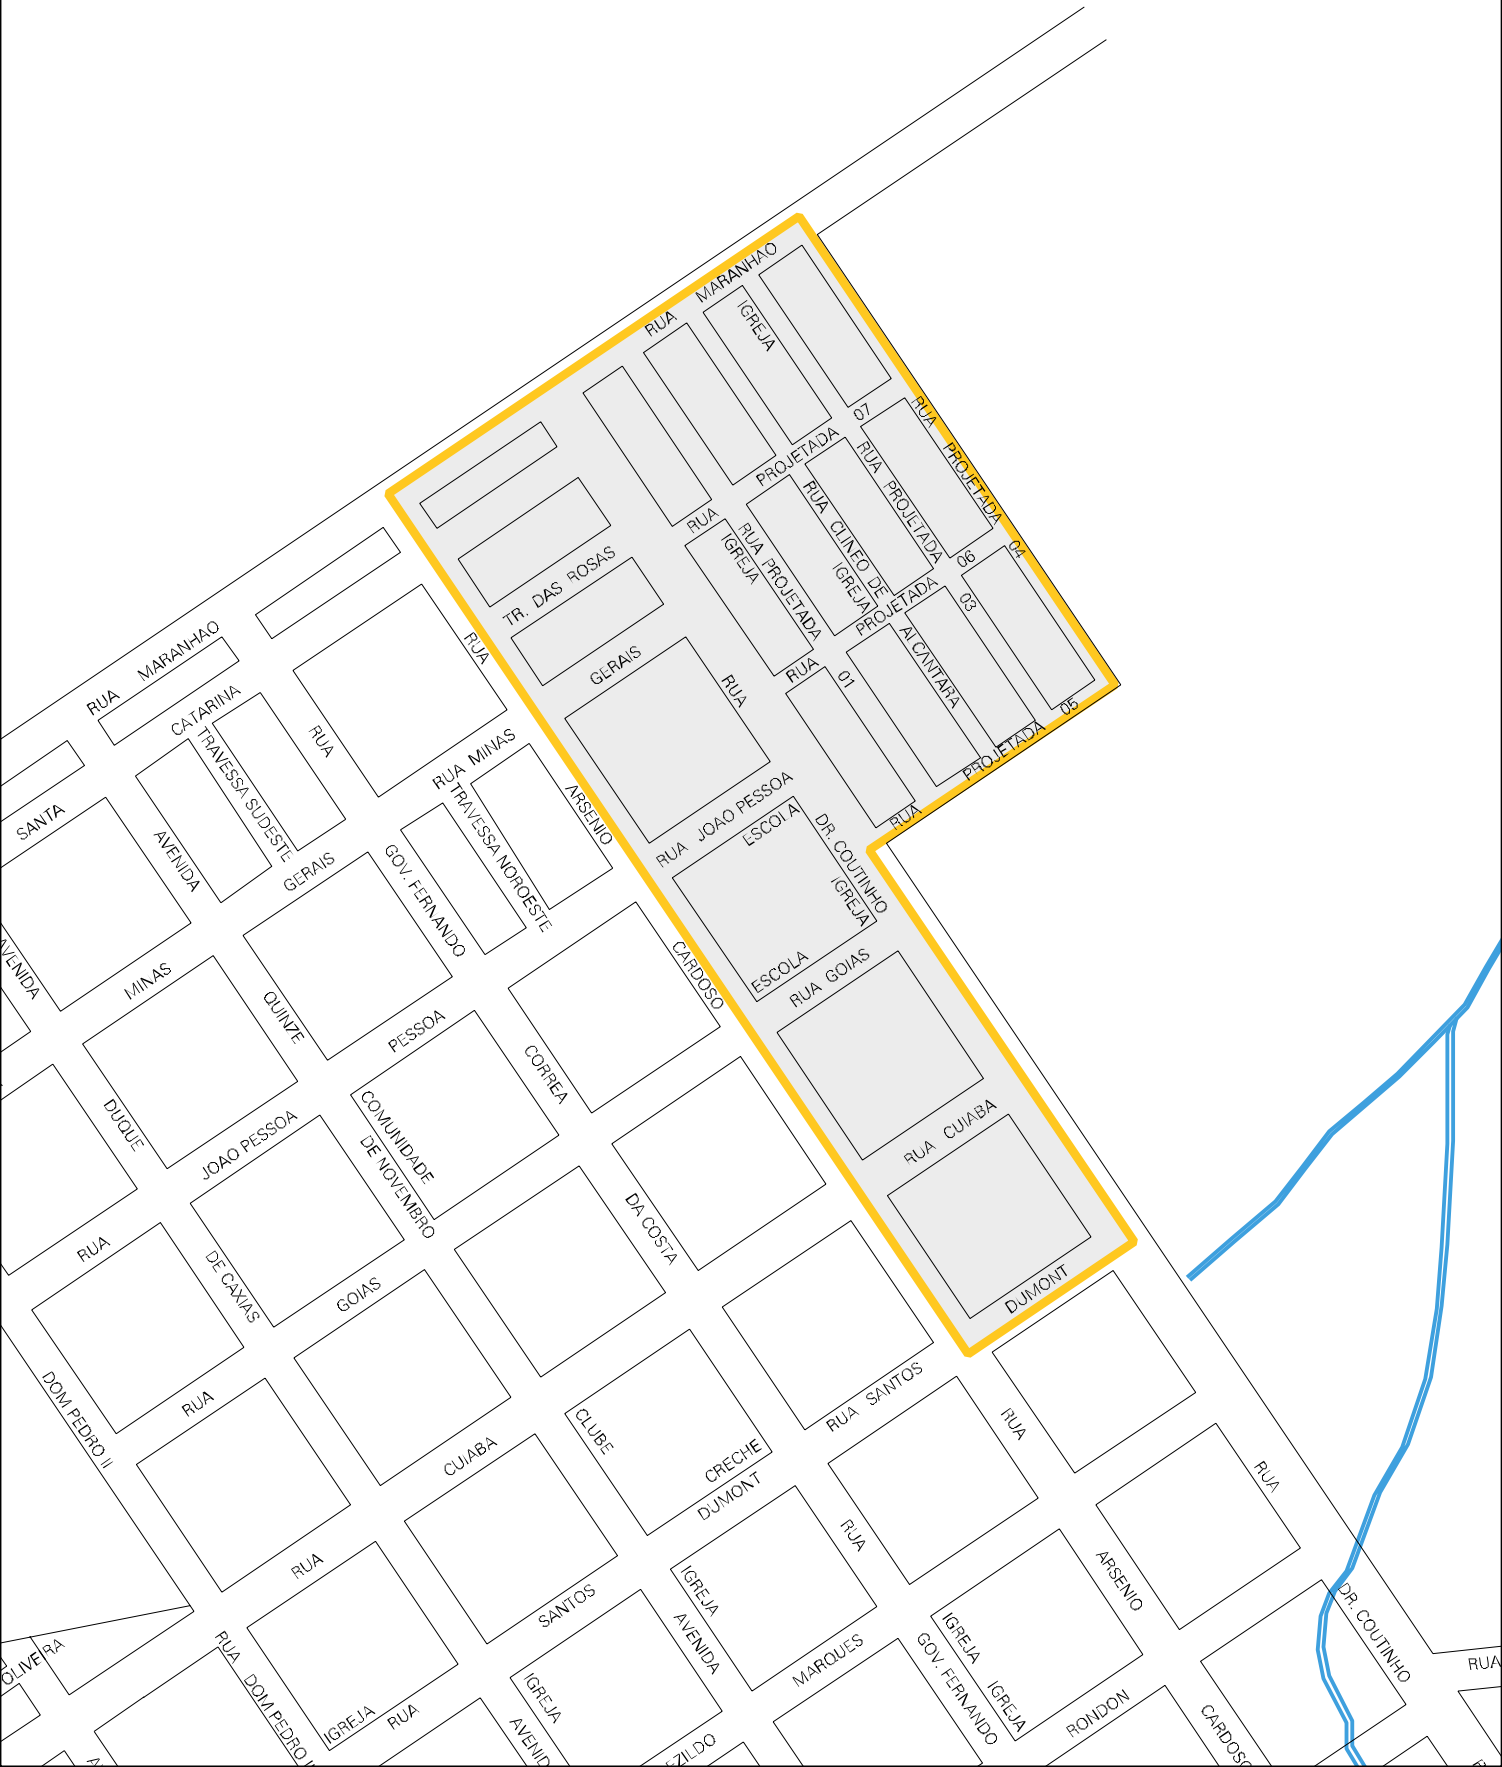 MARANHAO
RUA
IGREJA
07
RUA
PROJETADA
RUA
PROJETADA
04
RUA
PROJETADA
06
03
RUA
RUA
CLINEO DE
ALCANTARA
IGREJA
RUA PROJETADA
01
IGREJA
TR. DAS ROSAS
PROJETADA
RUA
PROJETADA
05
RUA
GERAIS
RUA
RUA
MARANHAO
RUA
CATARINA
TRAVESSA SUDESTE
RUA
RUA MINAS
TRAVESSA NOROESTE
ARSENIO
RUA JOAO PESSOA
ESCOLA
DR. COUTINHO
IGREJA
SANTA
AVENIDA
GERAIS
GOV. FERNANDO
CARDOSO
ESCOLA
RUA GOIAS
AVENIDA
MINAS
QUINZE
PESSOA
CORREA
RUA CUIABA
DUQUE
JOAO PESSOA
COMUNIDADE
DE NOVEMBRO
DA COSTA
RUA
DE CAXIAS
GOIAS
DUMONT
DOM PEDRO II
RUA
CLUBE
CRECHE
RUA SANTOS
RUA
CUIABA
DUMONT
RUA
RUA
RUA
IGREJA
AVENIDA
SANTOS
ARSENIO
DR. COUTINHO
OLIVEIRA
RUA
DOM PEDRO II
IGREJA
RUA
IGREJA
AVENID
MARQUES
GOV. FERNANDO
IGREJA
IGREJA
RONDON
CARDOSO
RUA
EZILDO